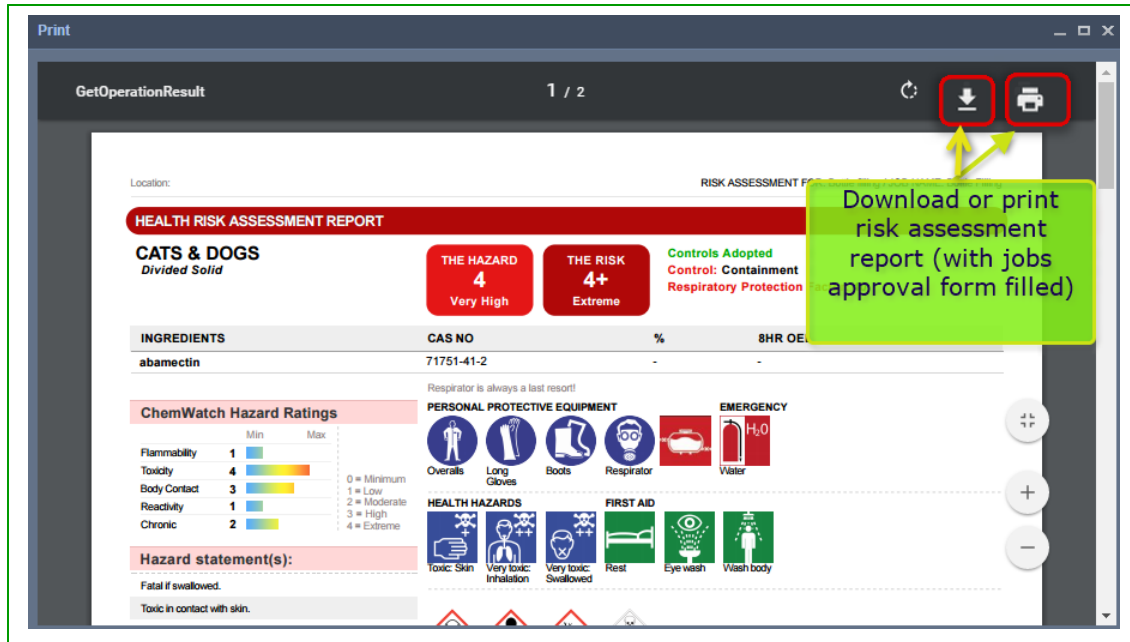 Print
GetOperationResult
1 / 2
Location:
RISK ASSESSMENT FOR
HEALTH RISK ASSESSMENT REPORT
Download or print
risk assessment
report (with jobs
approval form filled)
CATS & DOGS
Divided Solid
THE HAZARD
4
Very High
THE RISK
4+
Extreme
Controls Adopted
Control: Containment
Respiratory Protection
INGREDIENTS CAS NO % 8HR
abamectin 71751-41-2 - -
Respirator is always a last resort!
ChemWatch Hazard Ratings
Min Max
Flammability 1
Toxicity 4
Body Contact 3
Reactivity 1
Chronic 2
0 = Minimum
1 = Low
2 = Moderate
3 = High
4 = Extreme
PERSONAL PROTECTIVE EQUIPMENT EMERGENCY
H20
Overalls Long Gloves Boots Respirator Water
HEALTH HAZARDS FIRST AID
+ ++ ++
Toxic: Skin Very toxic: Inhalation Very toxic: Swallowed Rest Eye wash Wash body
Hazard statement(s):
Fatal if swallowed.
Toxic in contact with skin.